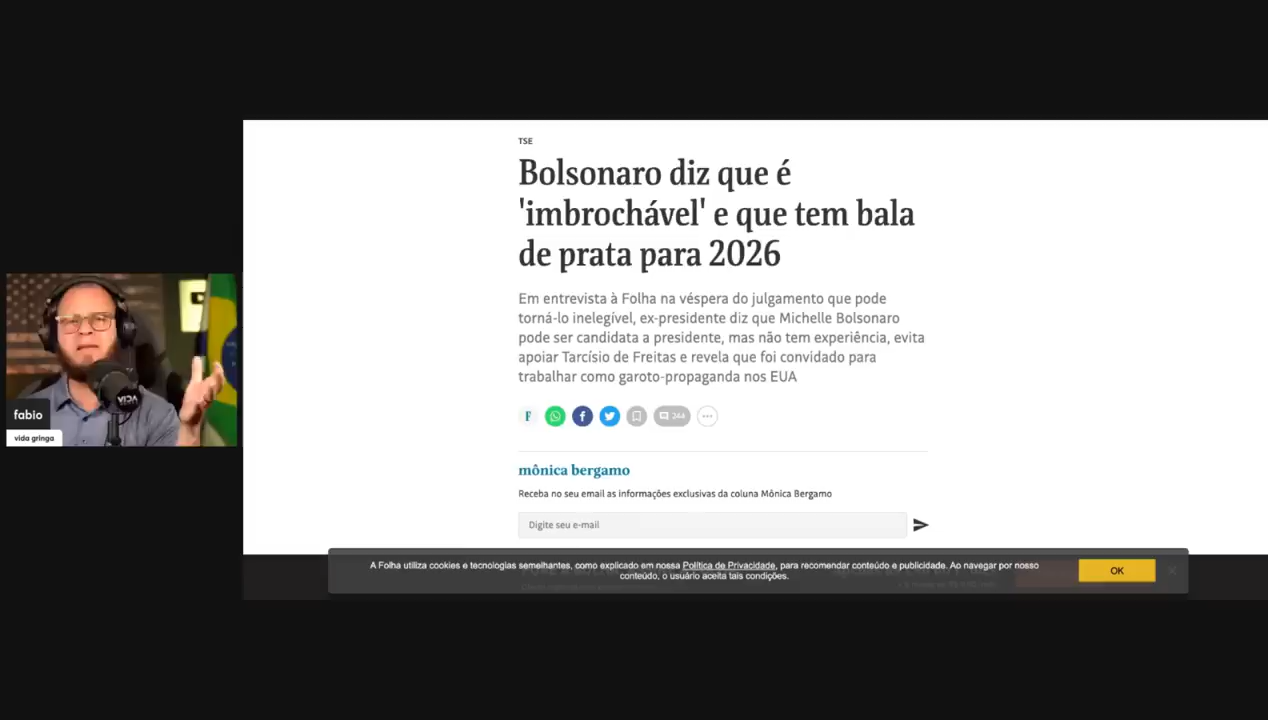 TSE
Bolsonaro diz que é
'imbrochável' e que tem bala
de prata para 2026
Em entrevista à Folha na véspera do julgamento que pode
torná-lo inelegível, ex-presidente diz que Michelle Bolsonaro
pode ser candidata a presidente, mas não tem experiência, evita
apoiar Tarcísio de Freitas e revela que foi convidado para
trabalhar como garoto-propaganda nos EUA
F
244
mônica bergamo
Receba no seu email as informações exclusivas da coluna Mônica Bergamo
Digite seu e-mail
A Folha utiliza cookies e tecnologias semelhantes, como explicado em nossa Política de Privacidade, para recomendar conteúdo e publicidade. Ao navegar por nosso
conteúdo, o usuário aceita tais condições.
OK
VIDA
fabio
vida gringa